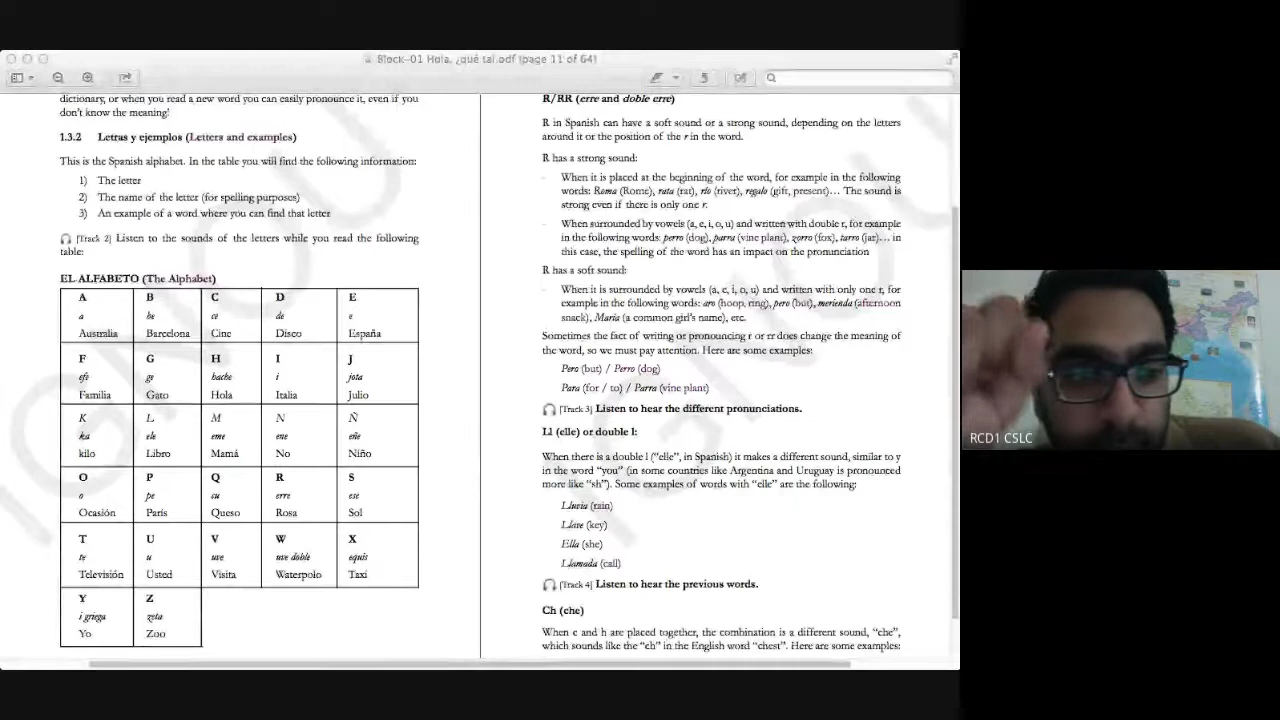 Block-01 Hola, ¿qué tal.pdf (page 11 of 64)
dictionary, or when you read a new word you can easily pronounce it, even if you
don't know the meaning!
1.3.2 Letras y ejemplos (Letters and examples)
This is the Spanish alphabet. In the table you will find the following information:
1) The letter
2) The name of the letter (for spelling purposes)
3) An example of a word where you can find that letter
[Track 2] Listen to the sounds of the letters while you read the following
table:
EL ALFABETO (The Alphabet)
A B C D E
a be ce de e
Australia Barcelona Cine Disco España
F G H I J
efe ge hache i jota
Familia Gato Hola Italia Julio
K L M N Ñ
ka ele eme ene eñe
kilo Libro Mamá No Niño
O P Q R S
o pe cu erre ese
Ocasión París Queso Rosa Sol
T U V W X
te u uve uve doble equis
Televisión Usted Visita Waterpolo Taxi
Y Z
i griega zeta
Yo Zoo
R/RR (erre and doble erre)
R in Spanish can have a soft sound or a strong sound, depending on the letters
around it or the position of the r in the word.
R has a strong sound:
- When it is placed at the beginning of the word, for example in the following
words: Roma (Rome), rata (rat), río (river), regalo (gift, present)… The sound is
strong even if there is only one r.
- When surrounded by vowels (a, e, i, o, u) and written with double r, for example
in the following words: perro (dog), parra (vine plant), zorro (fox), tarro (jar)… in
this case, the spelling of the word has an impact on the pronunciation
R has a soft sound:
- When it is surrounded by vowels (a, e, i, o, u) and written with only one r, for
example in the following words: aro (hoop, ring), pero (but), merienda (afternoon
snack), María (a common girl's name), etc.
Sometimes the fact of writing or pronouncing r or rr does change the meaning of
the word, so we must pay attention. Here are some examples:
Pero (but) / Perro (dog)
Para (for / to) / Parra (vine plant)
[Track 3] Listen to hear the different pronunciations.
Ll (elle) or double l:
When there is a double l ("elle", in Spanish) it makes a different sound, similar to y
in the word "you" (in some countries like Argentina and Uruguay is pronounced
more like "sh"). Some examples of words with "elle" are the following:
Lluvia (rain)
Llave (key)
Ella (she)
Llamada (call)
[Track 4] Listen to hear the previous words.
Ch (che)
When c and h are placed together, the combination is a different sound, "che",
which sounds like the "ch" in the English word "chest". Here are some examples:
IGNOU
IGNOU
RCD1 CSLC